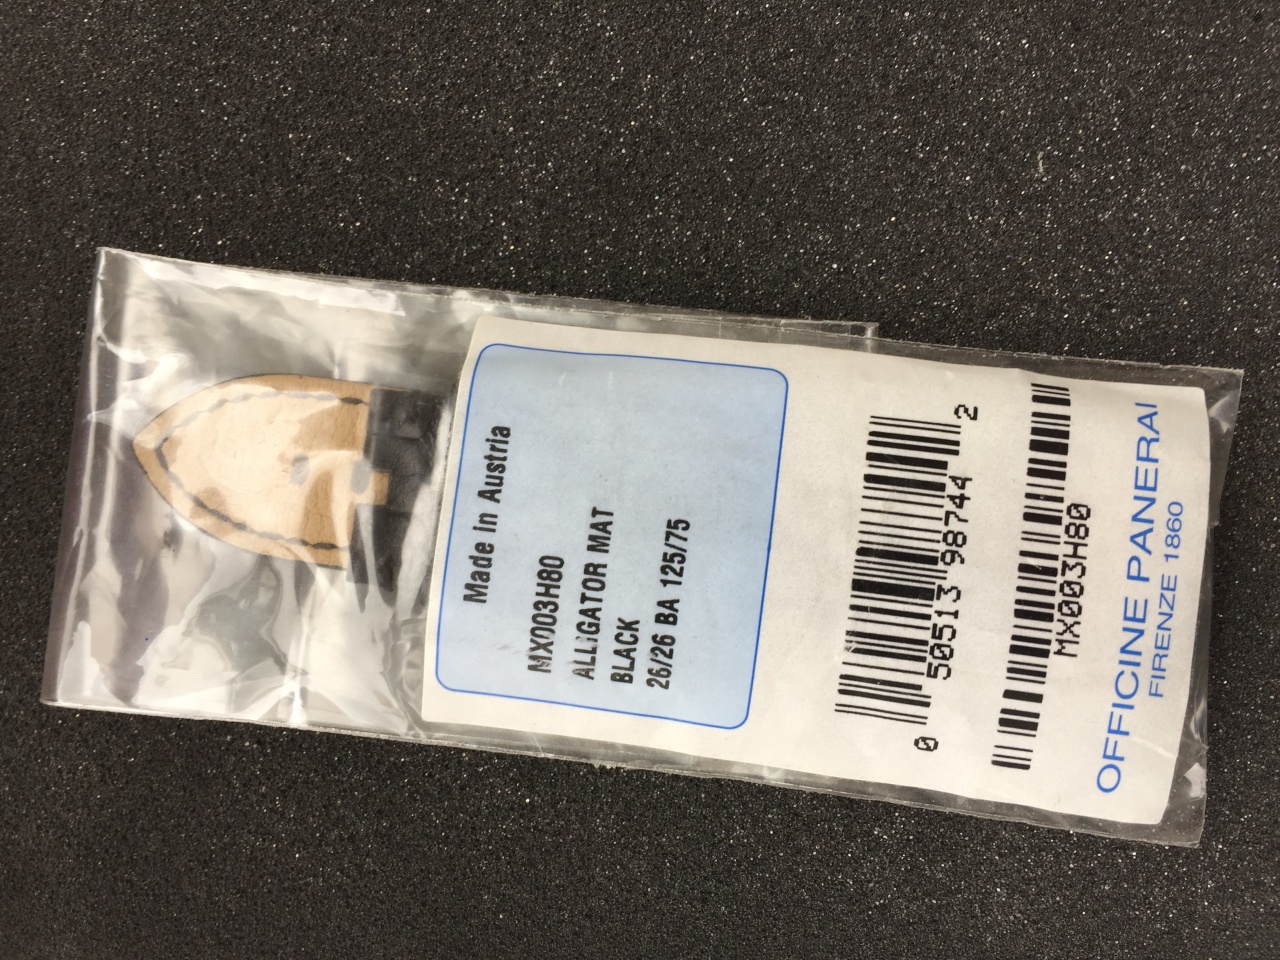 Made in Austria
MX003H80
ALLIGATOR MAT
BLACK
26/26 BA 125/75
0 50513 98744 2
MX003H80
OFFICINE PANERAI
FIRENZE 1860